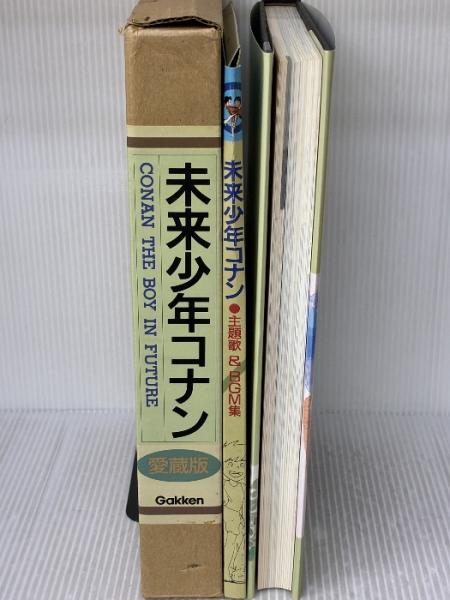 未来少年コナン
CONAN THE BOY IN FUTURE
愛蔵版
Gakken
未来少年コナン
●主題歌 & BGM集